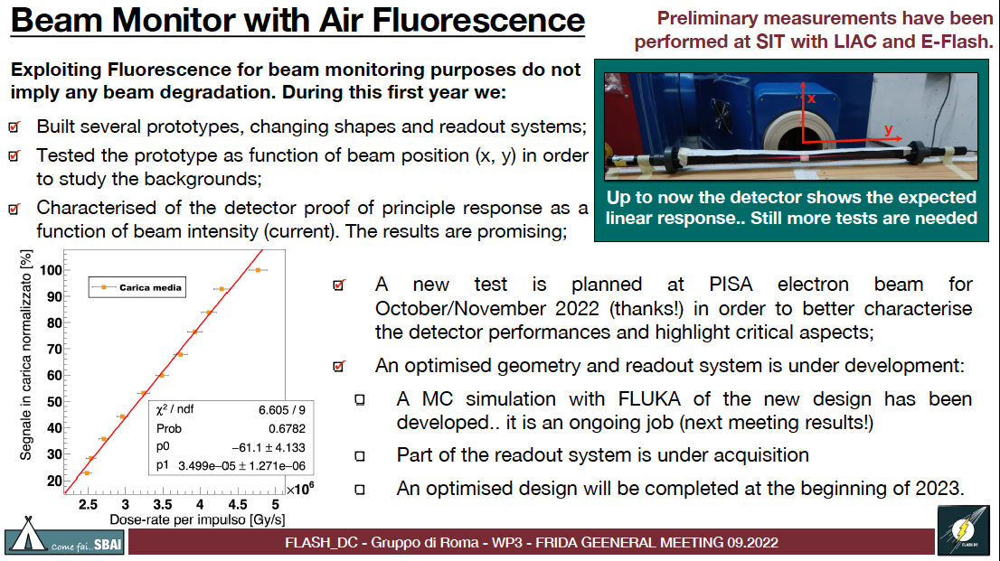 Beam Monitor with Air Fluorescence
Preliminary measurements have been
performed at SIT with LIAC and E-Flash.
Exploiting Fluorescence for beam monitoring purposes do not
imply any beam degradation. During this first year we:
Built several prototypes, changing shapes and readout systems;
Tested the prototype as function of beam position (x, y) in order
to study the backgrounds;
Characterised of the detector proof of principle response as a
function of beam intensity (current). The results are promising;
x
y
Up to now the detector shows the expected
linear response.. Still more tests are needed
Segnale in carica normalizzato [%]
100
90
80
70
60
50
40
30
20
Carica media
χ² / ndf 6.605 / 9
Prob 0.6782
p0 −61.1 ± 4.133
p1 3.499e−05 ± 1.271e−06
2.5 3 3.5 4 4.5 5
×10⁶
Dose-rate per impulso [Gy/s]
A new test is planned at PISA electron beam for
October/November 2022 (thanks!) in order to better characterise
the detector performances and highlight critical aspects;
An optimised geometry and readout system is under development:
A MC simulation with FLUKA of the new design has been
developed.. it is an ongoing job (next meeting results!)
Part of the readout system is under acquisition
An optimised design will be completed at the beginning of 2023.
come fai.. SBAI
FLASH_DC - Gruppo di Roma - WP3 - FRIDA GEENERAL MEETING 09.2022
FLASH DC